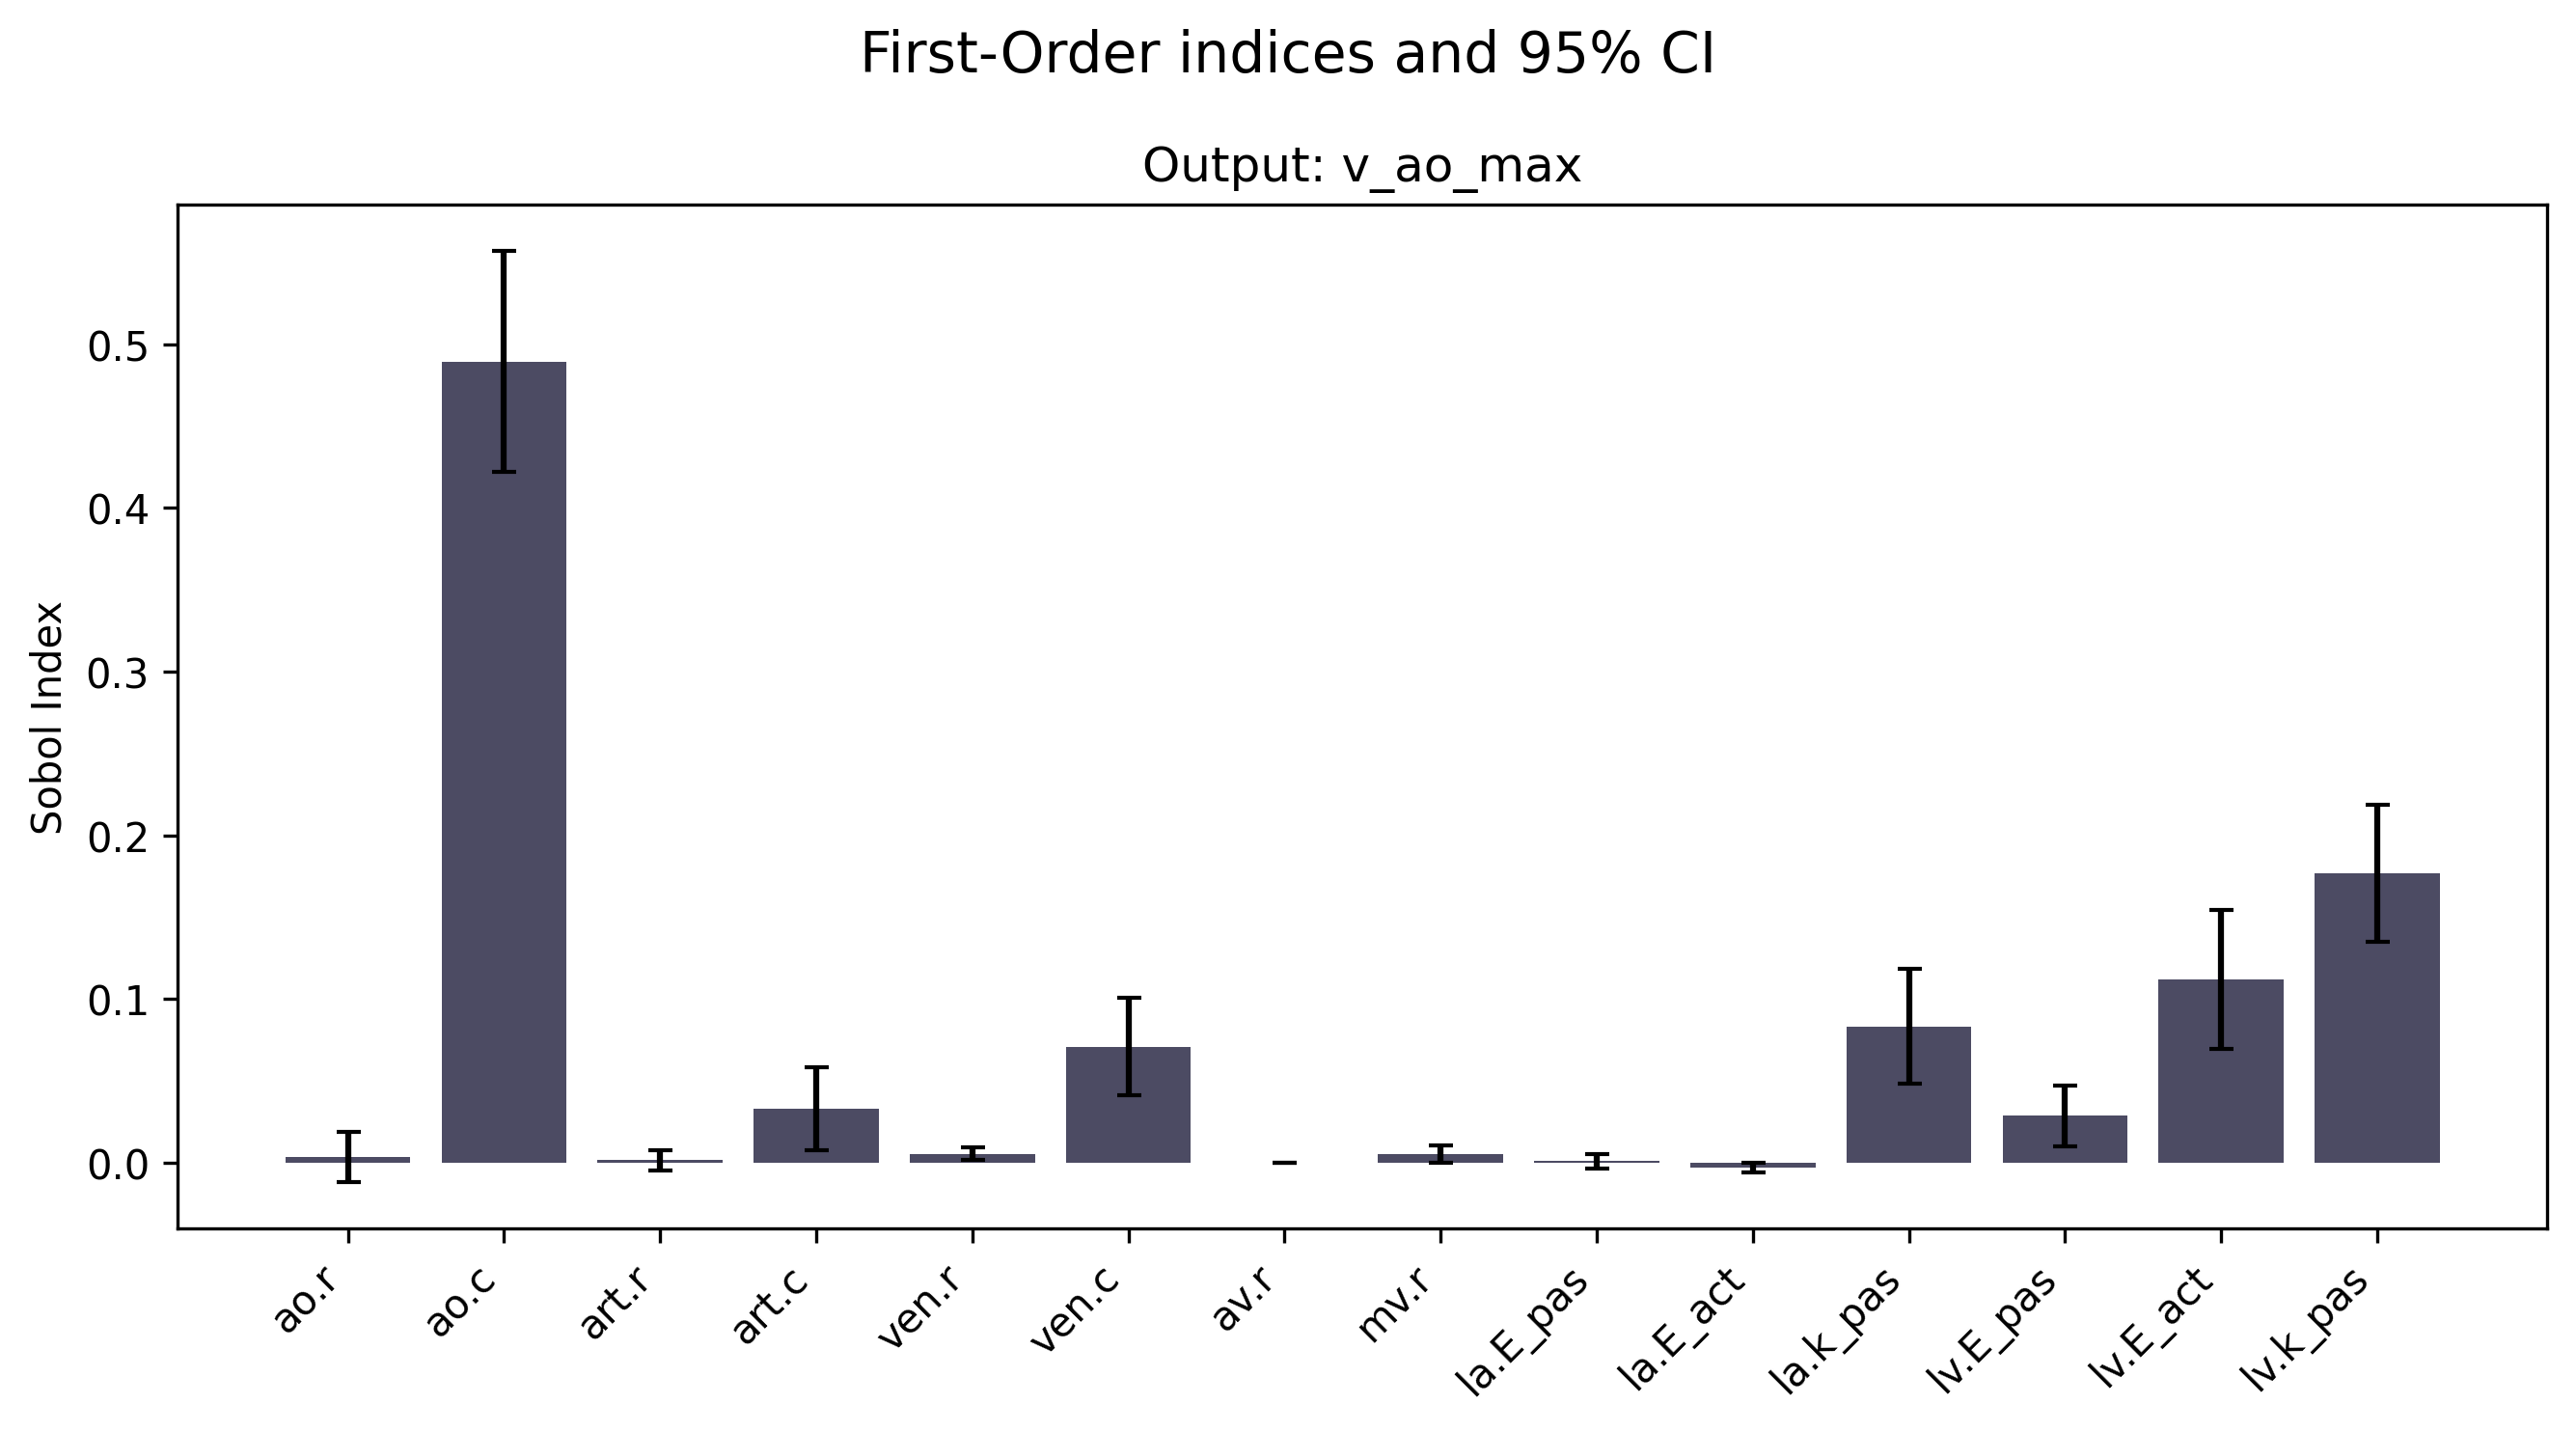 First-Order indices and 95% CI
Output: v_ao_max
Sobol Index
0.5
0.4
0.3
0.2
0.1
0.0
ao.r
ao.c
art.r
art.c
ven.r
ven.c
av.r
mv.r
la.E_pas
la.E_act
la.k_pas
lv.E_pas
lv.E_act
lv.k_pas